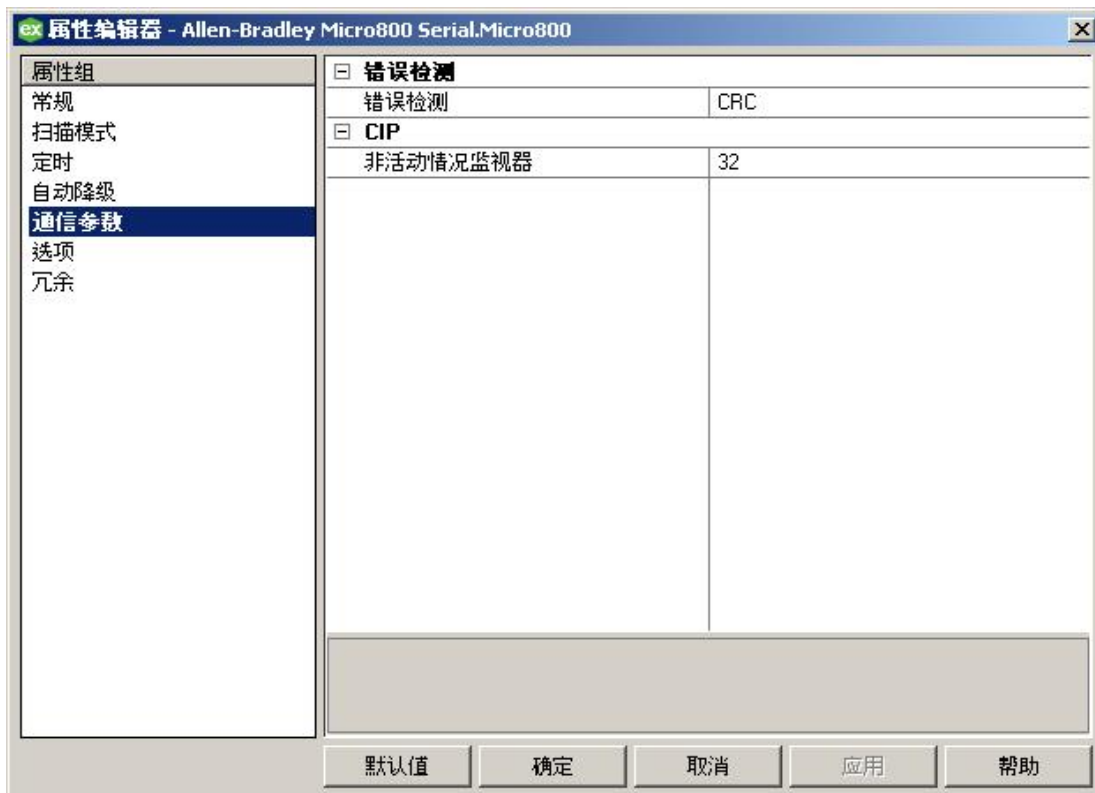 ex 属性编辑器 - Allen-Bradley Micro800 Serial.Micro800
属性组
常规
扫描模式
定时
自动降级
通信参数
选项
冗余
错误检测
错误检测 CRC
CIP
非活动情况监视器 32
默认值 确定 取消 应用 帮助